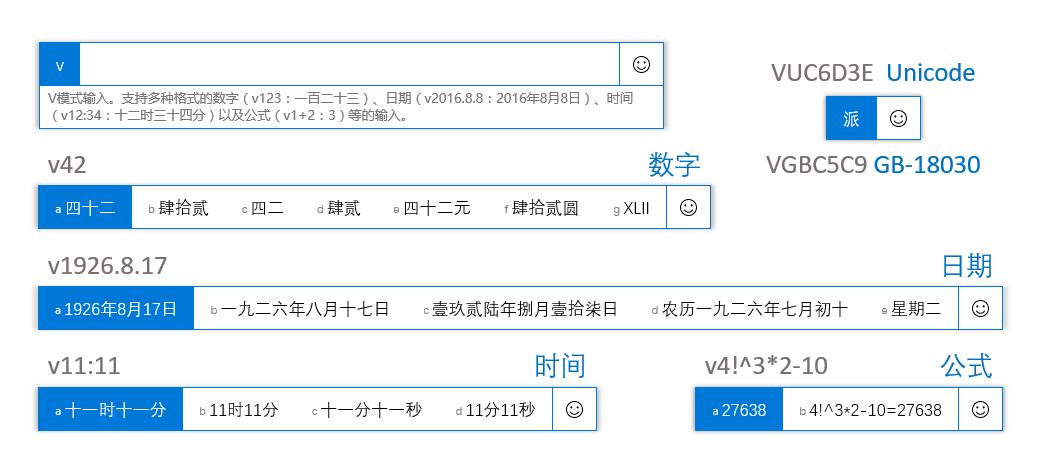 v
V模式输入。支持多种格式的数字（v123：一百二十三）、日期（v2016.8.8：2016年8月8日）、时间
（v12:34：十二时三十四分）以及公式（v1+2：3）等的输入。
VUC6D3E Unicode
派
VGBC5C9 GB-18030
v42 数字
a 四十二 b 肆拾贰 c 四二 d 肆贰 e 四十二元 f 肆拾贰圆 g XLII
v1926.8.17 日期
a 1926年8月17日 b 一九二六年八月十七日 c 壹玖贰陆年捌月壹拾柒日 d 农历一九二六年七月初十 e 星期二
v11:11 时间
a 十一时十一分 b 11时11分 c 十一分十一秒 d 11分11秒
v4!^3*2-10 公式
a 27638 b 4!^3*2-10=27638